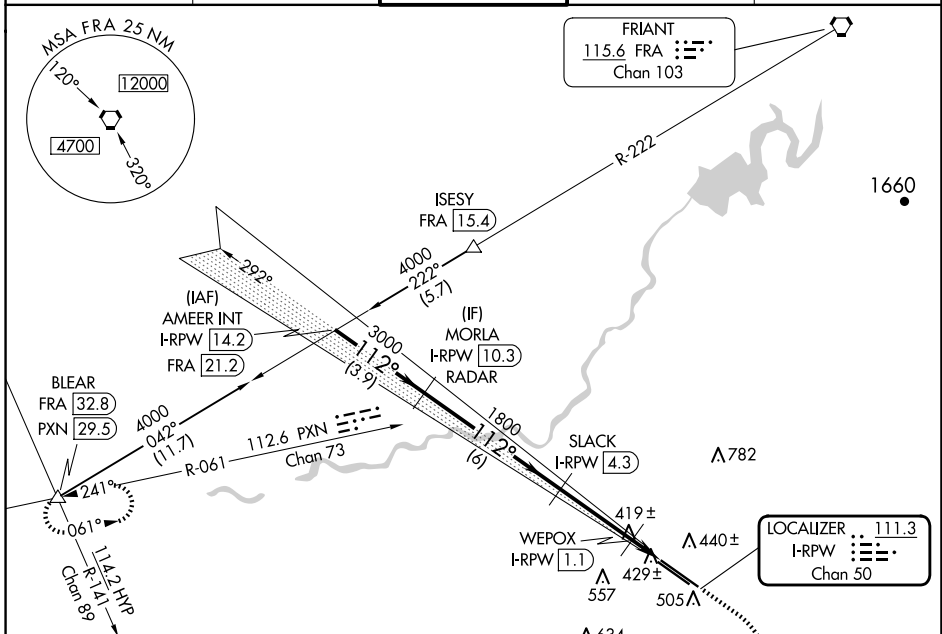 MSA FRA 25 NM
120°
12000
4700
320°
FRIANT
115.6 FRA
Chan 103
R-222
1660
ISESY
FRA 15.4
4000
222°
(5.7)
292°
(IAF)
AMEER INT
I-RPW 14.2
FRA 21.2
3000
112°
(3.9)
(IF)
MORLA
I-RPW 10.3
RADAR
BLEAR
FRA 32.8
PXN 29.5
4000
042°
(11.7)
R-061
112.6 PXN
Chan 73
1800
112°
(6)
SLACK
I-RPW 4.3
782
241°
061°
114.2 HYP
R-141
Chan 89
WEPOX
I-RPW 1.1
419±
429±
440±
557
505
LOCALIZER 111.3
I-RPW
Chan 50